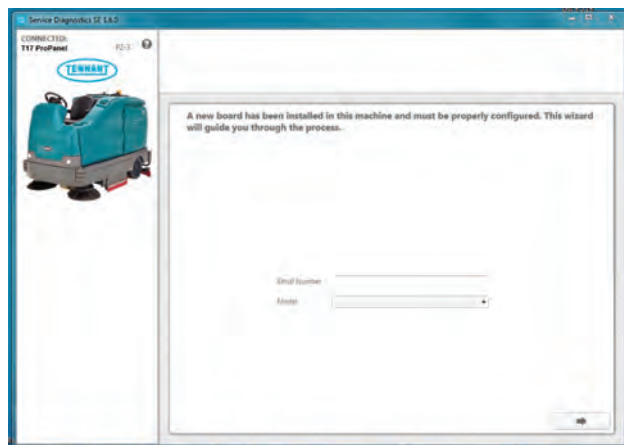 Service Diagnostics SE 1.6.0
CONNECTED:
T17 ProPanel
TENNANT
A new board has been installed in this machine and must be properly configured. This wizard
will guide you through the process.
Serial Number
Model